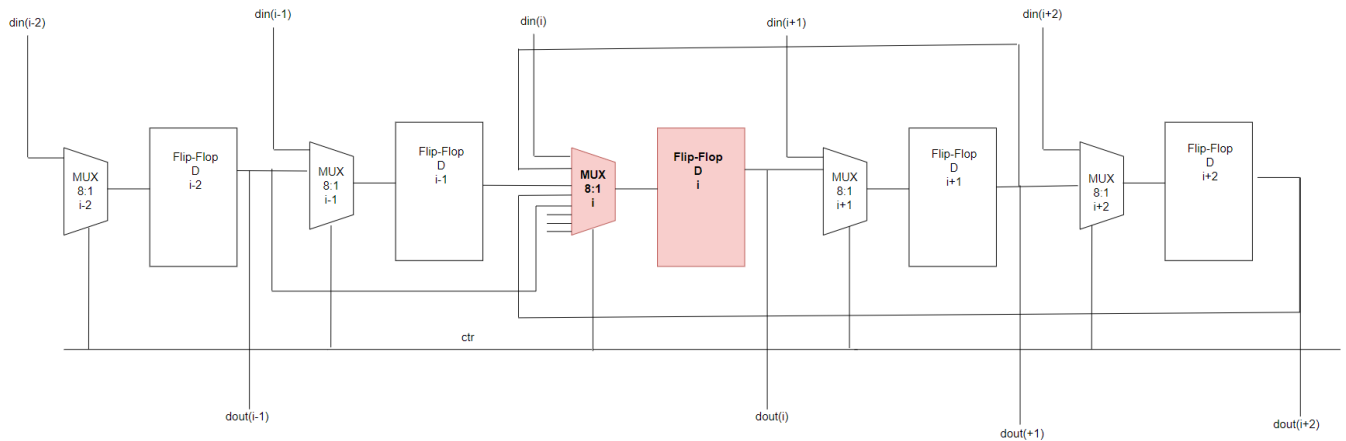 din(i-2)
din(i-1)
din(i)
din(i+1)
din(i+2)
MUX
8:1
i-2
Flip-Flop
D
i-2
MUX
8:1
i-1
Flip-Flop
D
i-1
MUX
8:1
i
Flip-Flop
D
i
MUX
8:1
i+1
Flip-Flop
D
i+1
MUX
8:1
i+2
Flip-Flop
D
i+2
ctr
dout(i-1)
dout(i)
dout(+1)
dout(i+2)